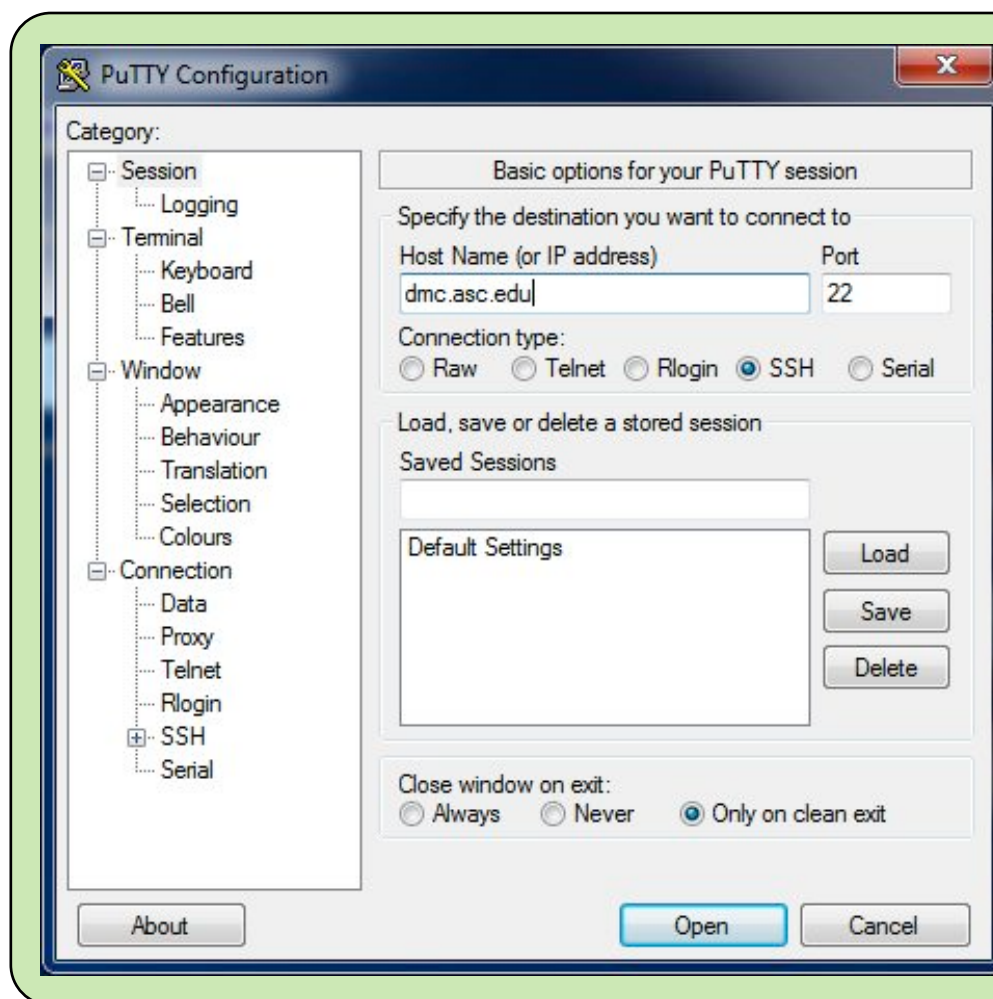 PuTTY Configuration
Category:
Session
Logging
Terminal
Keyboard
Bell
Features
Window
Appearance
Behaviour
Translation
Selection
Colours
Connection
Data
Proxy
Telnet
Rlogin
SSH
Serial
Basic options for your PuTTY session
Specify the destination you want to connect to
Host Name (or IP address) Port
dmc.asc.edu 22
Connection type:
Raw Telnet Rlogin SSH Serial
Load, save or delete a stored session
Saved Sessions
Default Settings
Load
Save
Delete
Close window on exit:
Always Never Only on clean exit
About Open Cancel